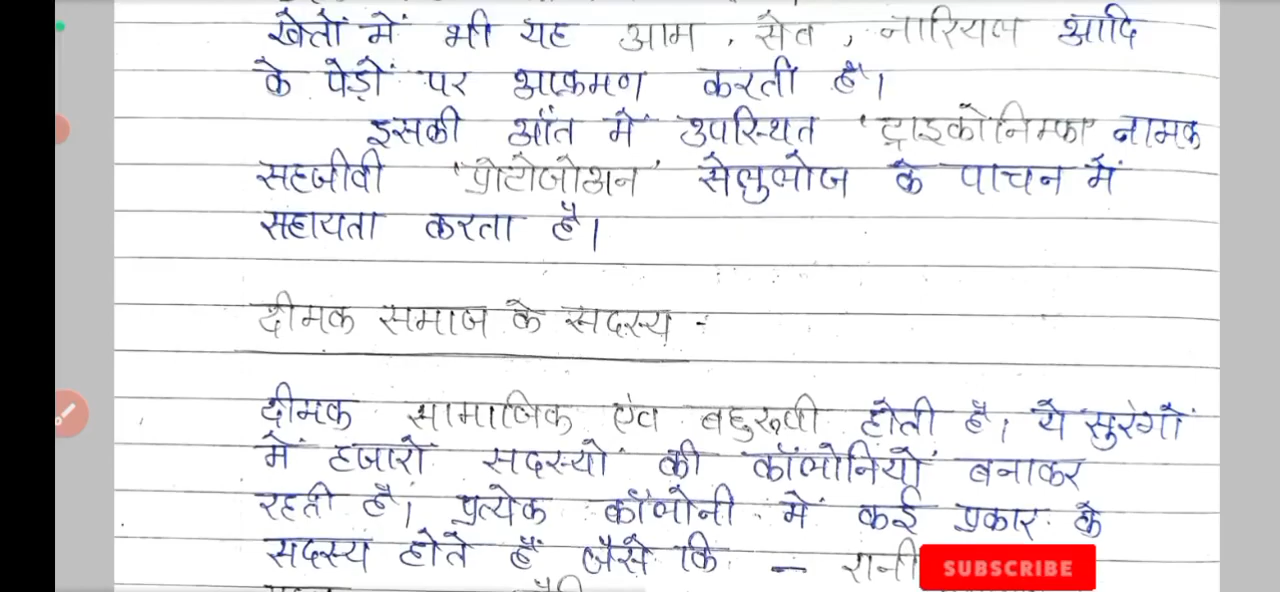 खेतों में भी यह आम , सेव , नारियल आदि
के पेड़ों पर आक्रमण करती है।
इसकी आँत में उपस्थित 'ट्राइकोनिम्फा' नामक
सहजीवी 'प्रोटोजोअन' सेलुलोज के पाचन में
सहायता करता है।
दीमक समाज के सदस्य :-
दीमक सामाजिक एंव बहुरूपी होती है। ये सुरंगों
में हजारों सदस्यों की कॉलोनियों बनाकर
रहती है। प्रत्येक कॉलोनी में कई प्रकार के
सदस्य होते हैं जैसे कि - रानी
SUBSCRIBE